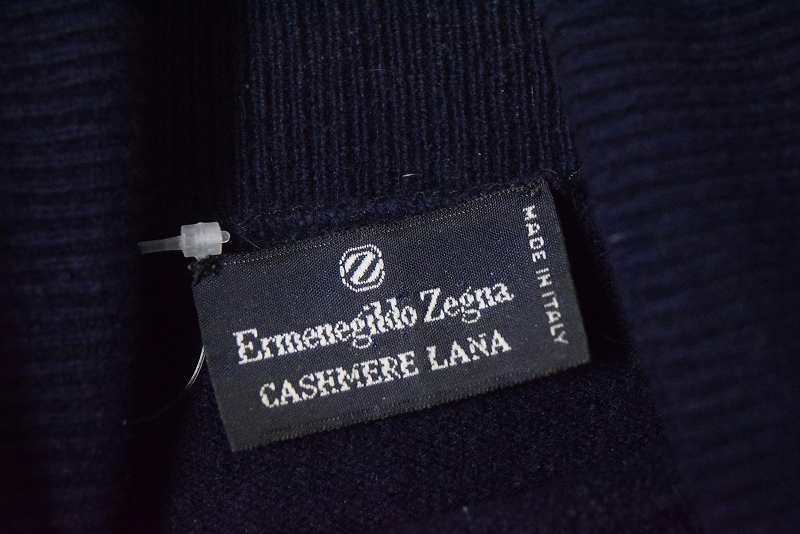 Z
Ermenegildo Zegna
CASHMERE LANA
MADE IN ITALY